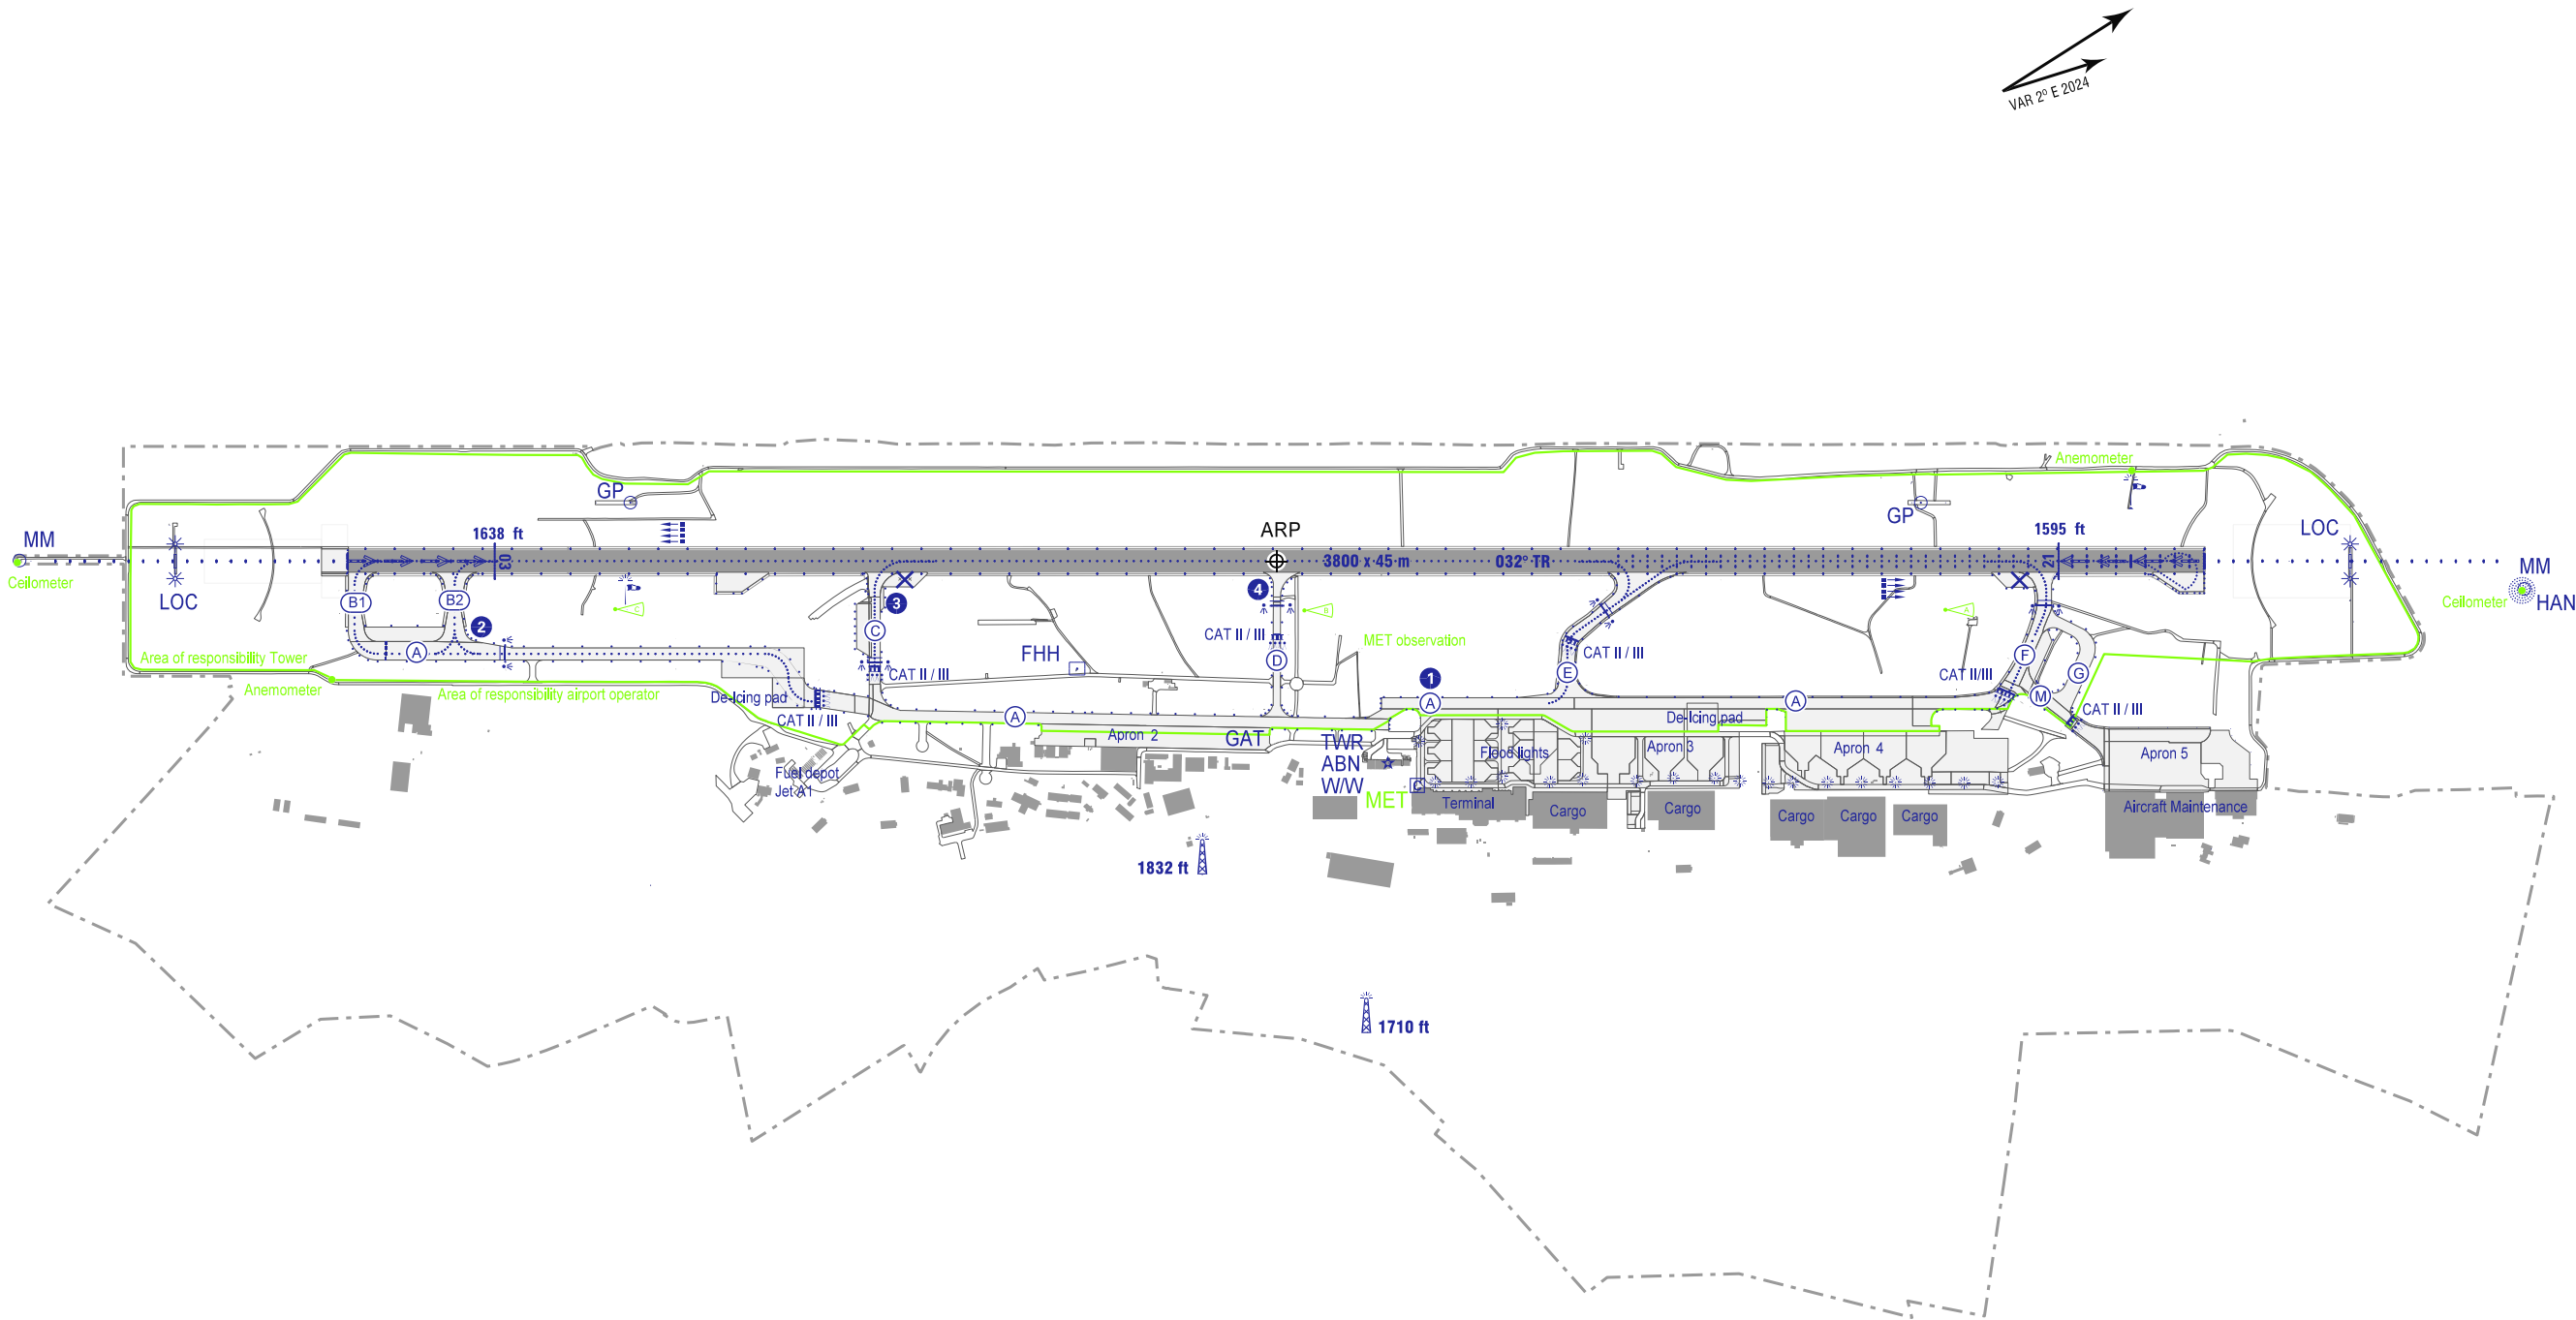 VAR 2° E 2024
Anemometer
GP
GP
LOC
1638 ft
ARP
1595 ft
MM
MM
Ceilometer
03
3800 x 45 m
032° TR
21
LOC
B1
B2
3
4
C
B
A
Ceilometer
HAN
2
C
CAT II / III
MET observation
A
Area of responsibility Tower
FHH
D
CAT II / III
E
F
CAT II / III
CAT II/III
G
Anemometer
Area of responsibility airport operator
De-Icing pad
1
A
A
M
CAT II / III
A
De-Icing pad
CAT II / III
Apron 2
GAT
TWR
ABN
W/W
Flood lights
Apron 3
Apron 4
Apron 5
Fuel depot
Jet A1
MET
C
Terminal
Cargo
Cargo
Cargo
Cargo
Cargo
Aircraft Maintenance
1832 ft
1710 ft